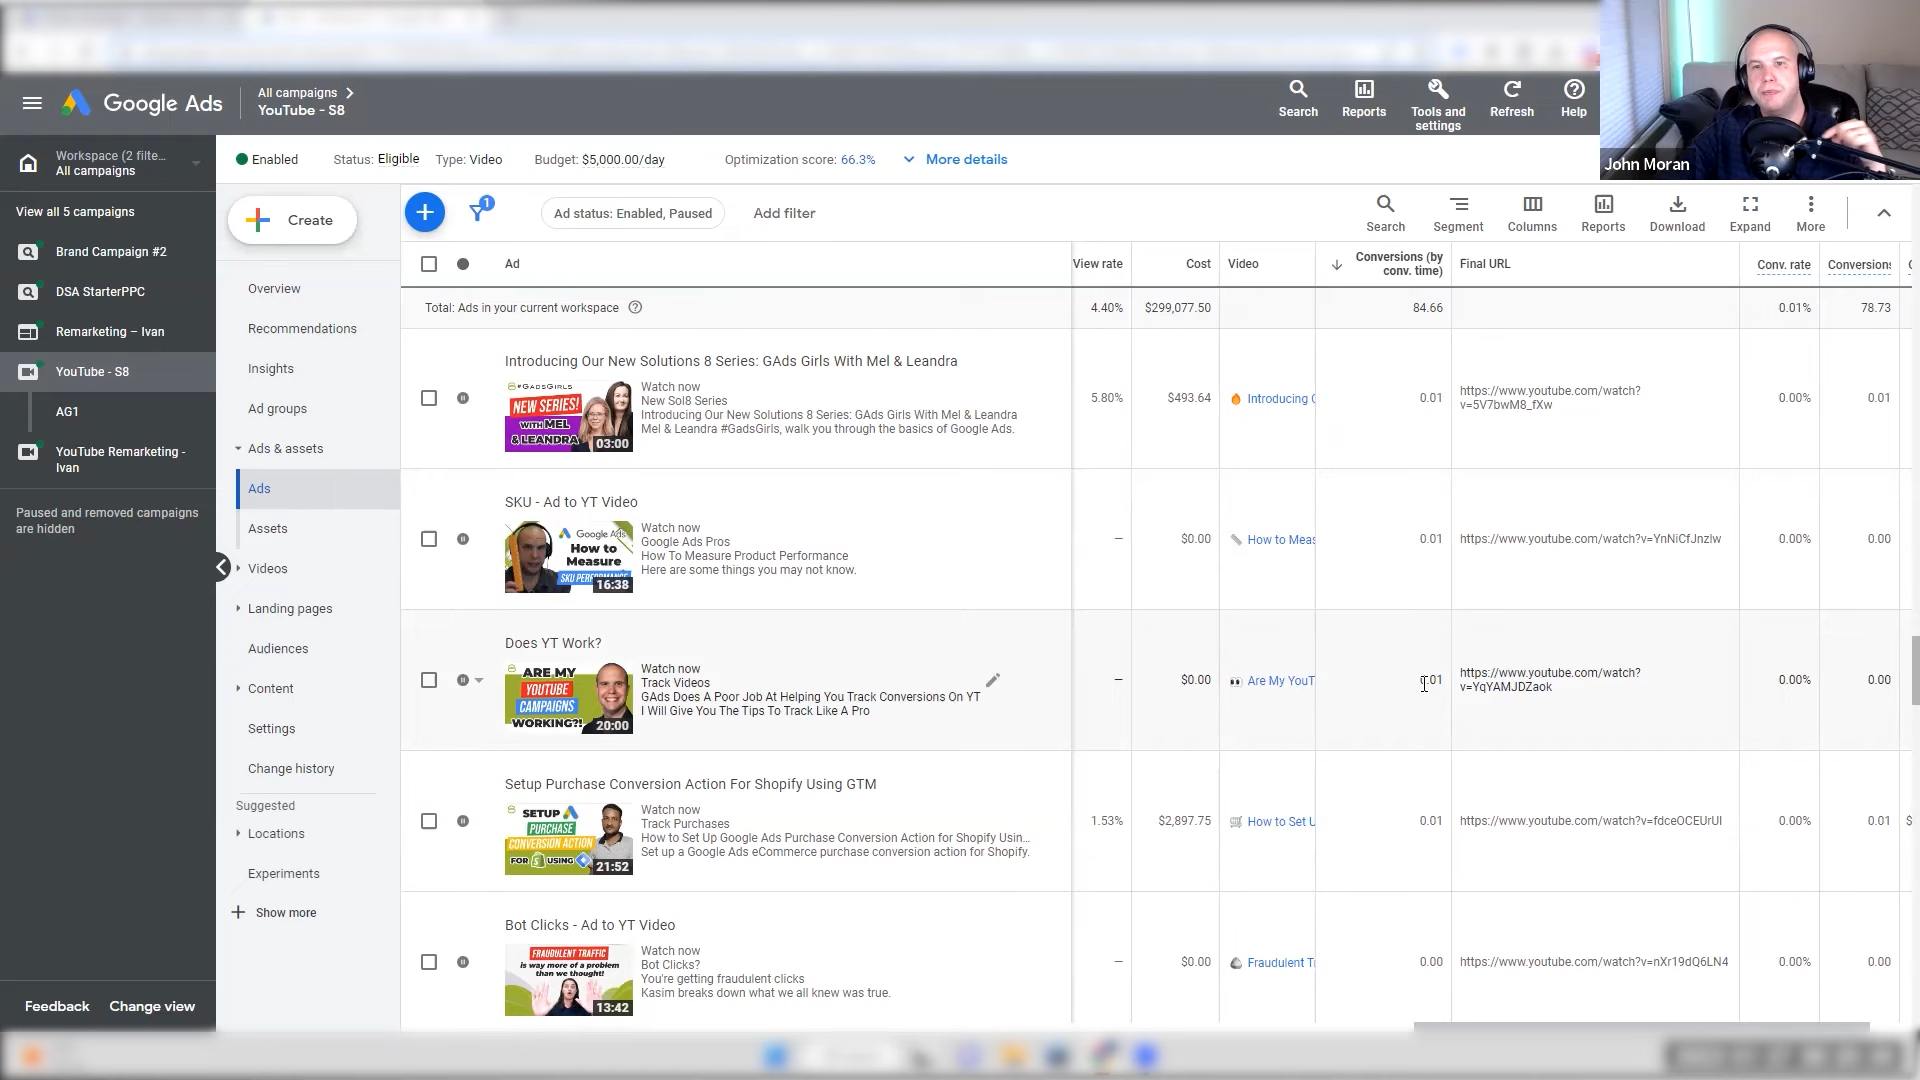 Google Ads
All campaigns
YouTube - S8
Search
Reports
Tools and
settings
Refresh
Help
John Moran
Workspace (2 filte...
All campaigns
View all 5 campaigns
Brand Campaign #2
DSA StarterPPC
Remarketing – Ivan
YouTube - S8
AG1
YouTube Remarketing -
Ivan
Paused and removed campaigns
are hidden
Feedback
Change view
Enabled
Status: Eligible
Type: Video
Budget: $5,000.00/day
Optimization score: 66.3%
More details
Create
Overview
Recommendations
Insights
Ad groups
Ads & assets
Ads
Assets
Videos
Landing pages
Audiences
Content
Settings
Change history
Suggested
Locations
Experiments
Show more
1
Ad status: Enabled, Paused
Add filter
Search
Segment
Columns
Reports
Download
Expand
More
Ad
View rate
Cost
Video
Conversions (by
conv. time)
Final URL
Conv. rate
Conversions
Total: Ads in your current workspace
4.40%
$299,077.50
84.66
0.01%
78.73
Introducing Our New Solutions 8 Series: GAds Girls With Mel & Leandra
#GADSGIRLS
NEW SERIES!
WITH MEL
& LEANDRA
03:00
Watch now
New Sol8 Series
Introducing Our New Solutions 8 Series: GAds Girls With Mel & Leandra
Mel & Leandra #GadsGirls, walk you through the basics of Google Ads.
5.80%
$493.64
Introducing
0.01
https://www.youtube.com/watch?
v=5V7bwM8_fXw
0.00%
0.01
SKU - Ad to YT Video
Google Ads
How to
Measure
SKU PERFORMANCE
16:38
Watch now
Google Ads Pros
How To Measure Product Performance
Here are some things you may not know.
–
$0.00
How to Meas
0.01
https://www.youtube.com/watch?v=YnNiCfJnzlw
0.00%
0.00
Does YT Work?
ARE MY
YOUTUBE
CAMPAIGNS
WORKING?!
20:00
Watch now
Track Videos
GAds Does A Poor Job At Helping You Track Conversions On YT
I Will Give You The Tips To Track Like A Pro
–
$0.00
Are My YouT
0.01
https://www.youtube.com/watch?
v=YqYAMJDZaok
0.00%
0.00
Setup Purchase Conversion Action For Shopify Using GTM
SETUP
PURCHASE
CONVERSION ACTION
FOR USING
21:52
Watch now
Track Purchases
How to Set Up Google Ads Purchase Conversion Action for Shopify Usin...
Set up a Google Ads eCommerce purchase conversion action for Shopify.
1.53%
$2,897.75
How to Set U
0.01
https://www.youtube.com/watch?v=fdceOCEUrUI
0.00%
0.01
$
Bot Clicks - Ad to YT Video
FRAUDULENT TRAFFIC
is way more of a problem
than we thought!
13:42
Watch now
Bot Clicks?
You're getting fraudulent clicks
Kasim breaks down what we all knew was true.
–
$0.00
Fraudulent T
0.00
https://www.youtube.com/watch?v=nXr19dQ6LN4
0.00%
0.00